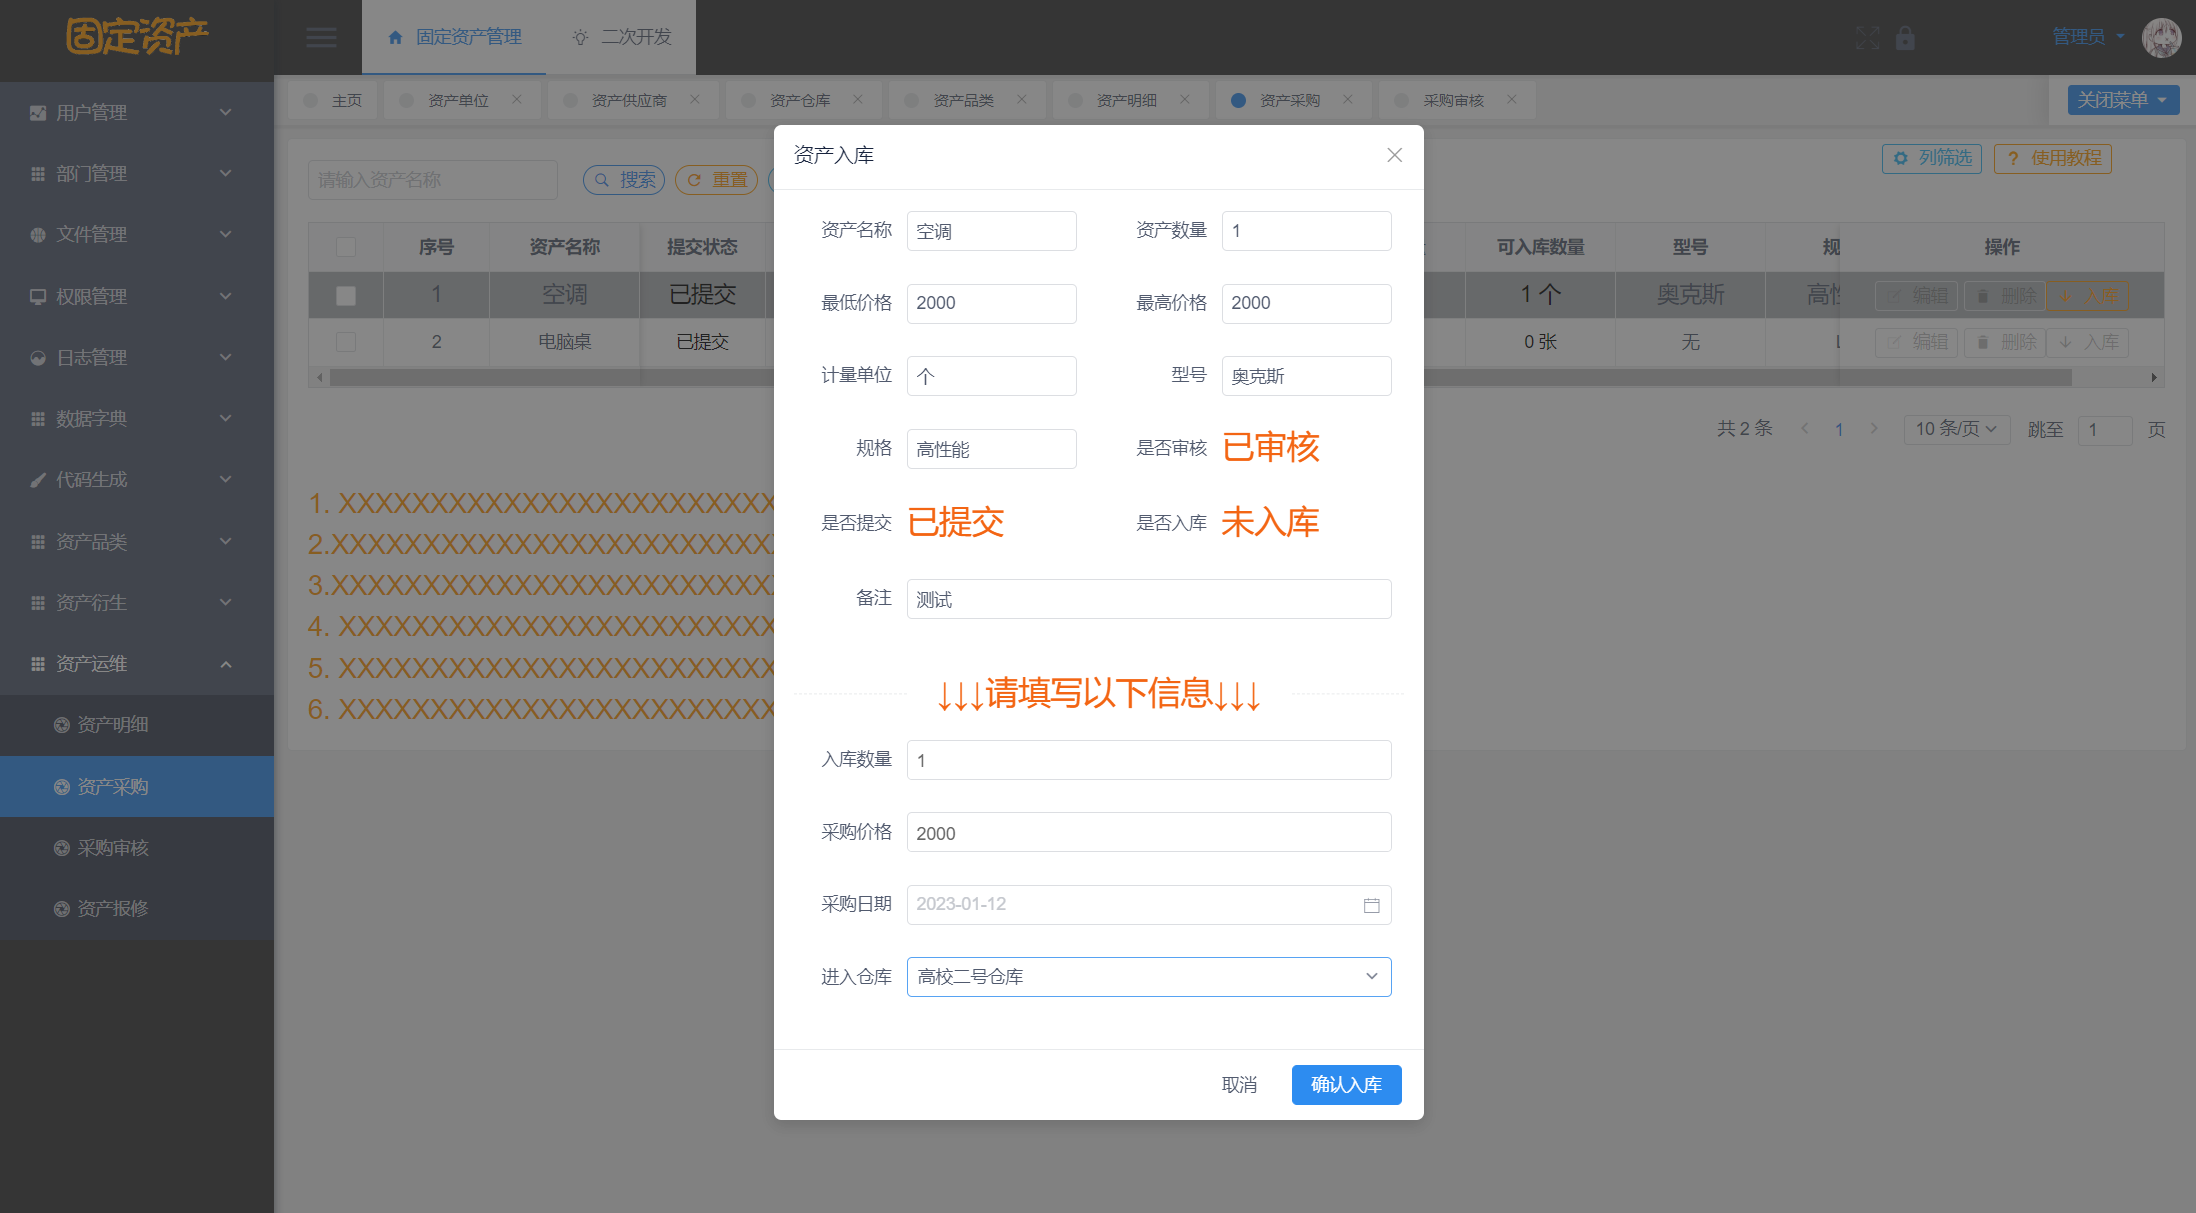 固定资产
固定资产管理
二次开发
管理员
用户管理
部门管理
文件管理
权限管理
日志管理
数据字典
代码生成
资产品类
资产衍生
资产运维
资产明细
资产采购
采购审核
资产报修
主页
资产单位
资产供应商
资产仓库
资产品类
资产明细
资产采购
采购审核
关闭菜单
请输入资产名称
搜索
重置
列筛选
? 使用教程
序号 资产名称 提交状态 可入库数量 型号 规 操作
1 空调 已提交 1 个 奥克斯 高性 编辑 删除 入库
2 电脑桌 已提交 0 张 无 编辑 删除 入库
共 2 条
1
10 条/页
跳至 1 页
1. XXXXXXXXXXXXXXXXXXXXXXXX
2.XXXXXXXXXXXXXXXXXXXXXXXX
3.XXXXXXXXXXXXXXXXXXXXXXXX
4. XXXXXXXXXXXXXXXXXXXXXXXX
5. XXXXXXXXXXXXXXXXXXXXXXXX
6. XXXXXXXXXXXXXXXXXXXXXXXX
资产入库
资产名称 空调 资产数量 1
最低价格 2000 最高价格 2000
计量单位 个 型号 奥克斯
规格 高性能 是否审核 已审核
是否提交 已提交 是否入库 未入库
备注 测试
↓↓↓请填写以下信息↓↓↓
入库数量 1
采购价格 2000
采购日期 2023-01-12
进入仓库 高校二号仓库
取消 确认入库